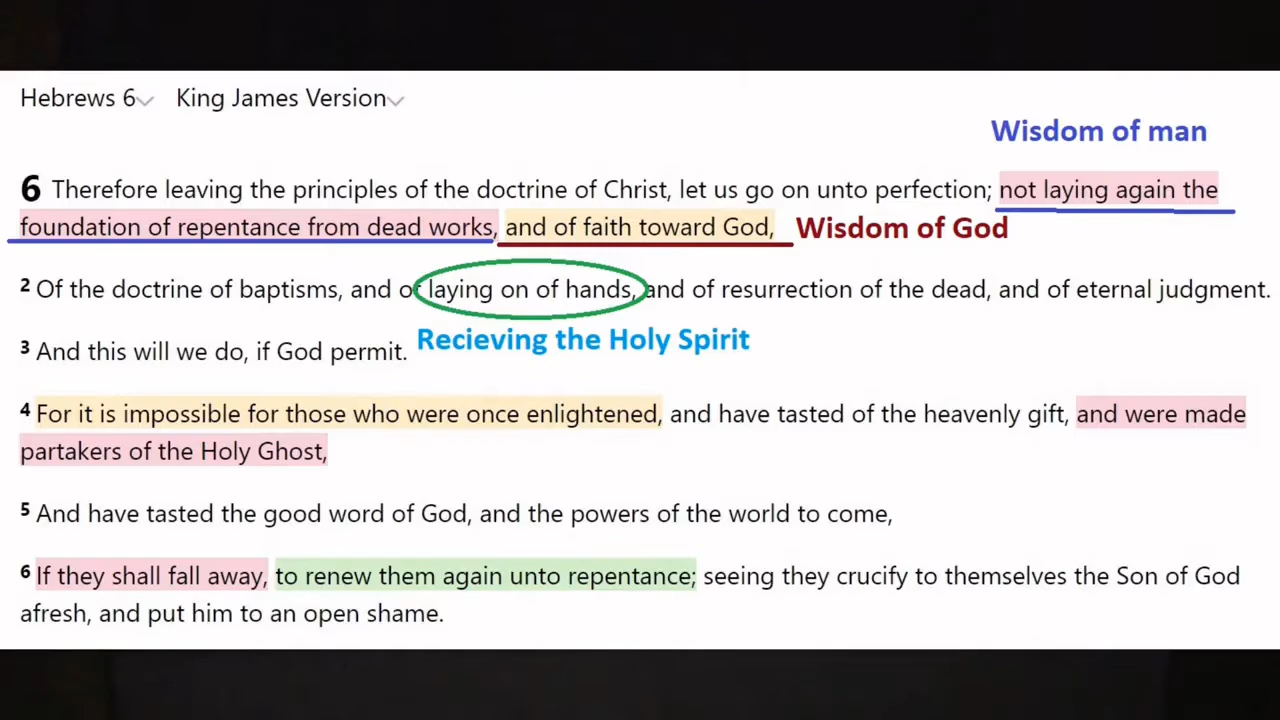 Hebrews 6 King James Version
Wisdom of man
6 Therefore leaving the principles of the doctrine of Christ, let us go on unto perfection; not laying again the
foundation of repentance from dead works, and of faith toward God, Wisdom of God
2 Of the doctrine of baptisms, and of laying on of hands, and of resurrection of the dead, and of eternal judgment.
Recieving the Holy Spirit
3 And this will we do, if God permit.
4 For it is impossible for those who were once enlightened, and have tasted of the heavenly gift, and were made
partakers of the Holy Ghost,
5 And have tasted the good word of God, and the powers of the world to come,
6 If they shall fall away, to renew them again unto repentance; seeing they crucify to themselves the Son of God
afresh, and put him to an open shame.